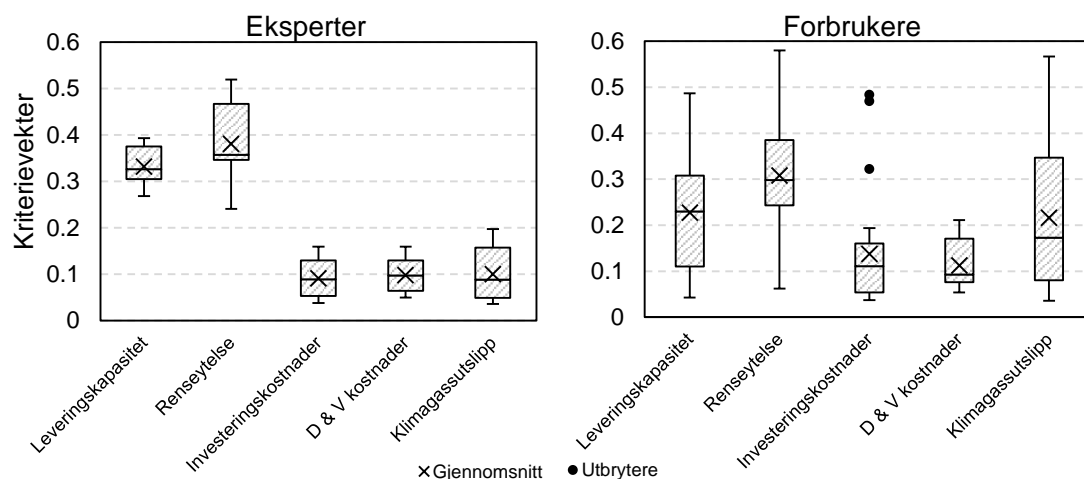 Eksperter
Kriterievekter
0.6
0.5
0.4
0.3
0.2
0.1
0
Leveringskapasitet
Renseytelse
Investeringskostnader
D & V kostnader
Klimagassutslipp
Forbrukere
0.6
0.5
0.4
0.3
0.2
0.1
0
Leveringskapasitet
Renseytelse
Investeringskostnader
D & V kostnader
Klimagassutslipp
Gjennomsnitt
Utbrytere